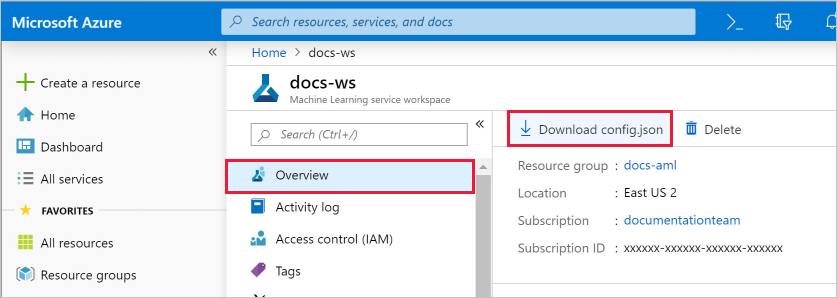 Microsoft Azure
Search resources, services, and docs
Create a resource
Home
Dashboard
All services
FAVORITES
All resources
Resource groups
Home > docs-ws
docs-ws
Machine Learning service workspace
Search (Ctrl+/)
Overview
Activity log
Access control (IAM)
Tags
Download config.json
Delete
Resource group : docs-aml
Location : East US 2
Subscription : documentationteam
Subscription ID : xxxxxx-xxxxxx-xxxxxx-xxxxxx